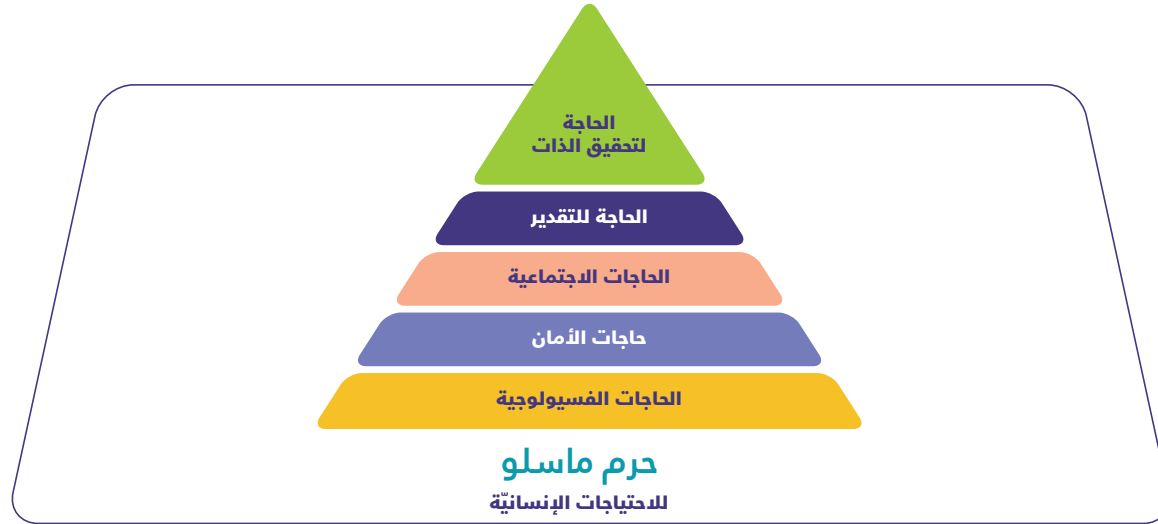 الحاجة
لتحقيق الذات
الحاجة للتقدير
الحاجات الاجتماعية
حاجات الأمان
الحاجات الفسيولوجية
حرم ماسلو
للاحتياجات الإنسانيّة